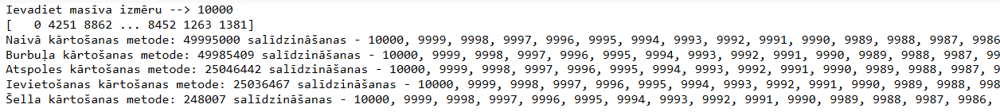 Ievadiet masīva izmēru --> 10000
[   0 4251 8862 ... 8452 1263 1381]
Naivā kārtošanas metode: 49995000 salīdzināšanas - 10000, 9999, 9998, 9997, 9996, 9995, 9994, 9993, 9992, 9991, 9990, 9989, 9988, 9987, 9986
Burbuļa kārtošanas metode: 49985409 salīdzināšanas - 10000, 9999, 9998, 9997, 9996, 9995, 9994, 9993, 9992, 9991, 9990, 9989, 9988, 9987, 99
Atspoles kārtošanas metode: 25046442 salīdzināšanas - 10000, 9999, 9998, 9997, 9996, 9995, 9994, 9993, 9992, 9991, 9990, 9989, 9988, 9987, 9
Ievietošanas kārtošanas metode: 25036467 salīdzināšanas - 10000, 9999, 9998, 9997, 9996, 9995, 9994, 9993, 9992, 9991, 9990, 9989, 9988, 998
Šella kārtošanas metode: 248007 salīdzināšanas - 10000, 9999, 9998, 9997, 9996, 9995, 9994, 9993, 9992, 9991, 9990, 9989, 9988, 9987, 9986,